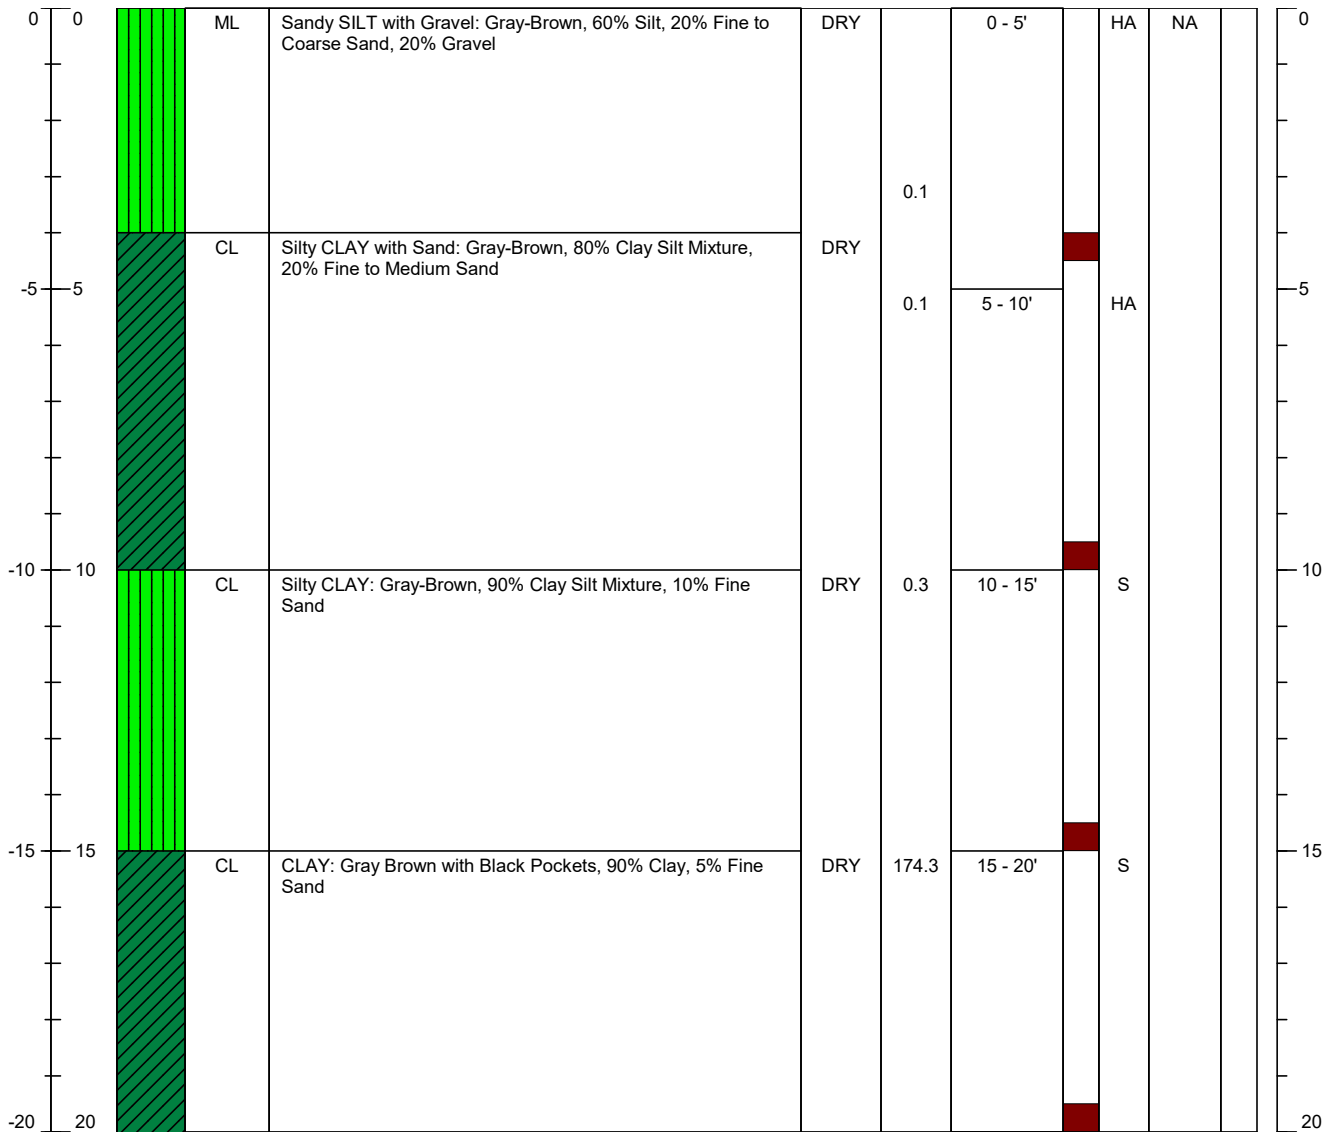 0 0 ML Sandy SILT with Gravel: Gray-Brown, 60% Silt, 20% Fine to DRY 0 - 5' HA NA 0
Coarse Sand, 20% Gravel
0.1
CL Silty CLAY with Sand: Gray-Brown, 80% Clay Silt Mixture, DRY
20% Fine to Medium Sand
-5 5 0.1 5 - 10' HA 5
-10 10 CL Silty CLAY: Gray-Brown, 90% Clay Silt Mixture, 10% Fine DRY 0.3 10 - 15' S 10
Sand
-15 15 CL CLAY: Gray Brown with Black Pockets, 90% Clay, 5% Fine DRY 174.3 15 - 20' S 15
Sand
-20 20 20